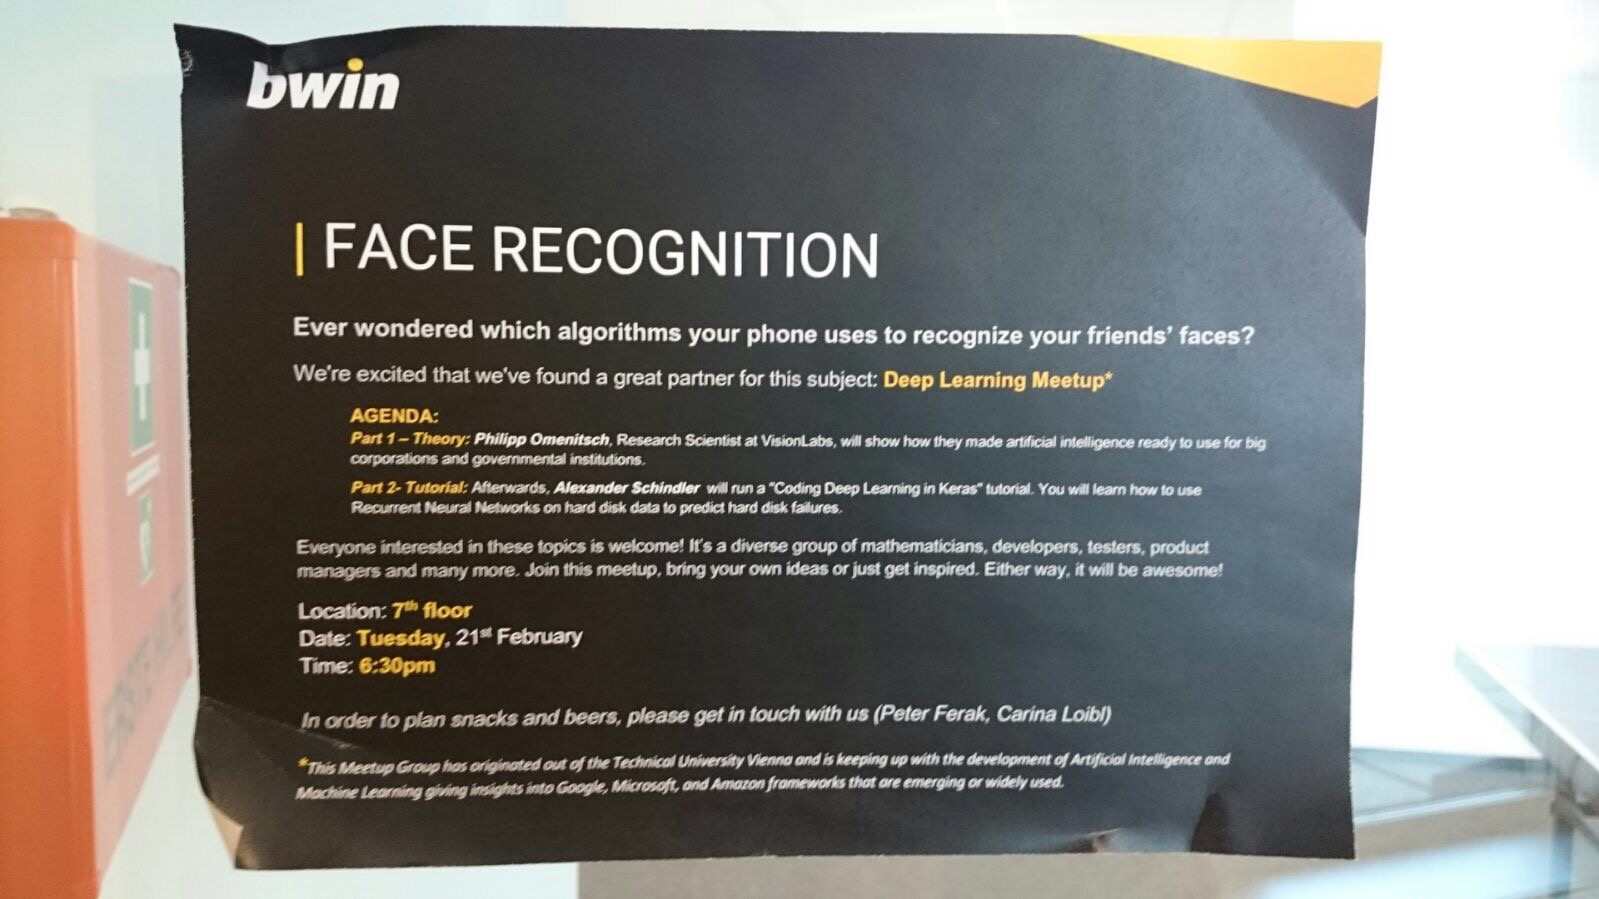 bwin
| FACE RECOGNITION
Ever wondered which algorithms your phone uses to recognize your friends' faces?
We're excited that we've found a great partner for this subject: Deep Learning Meetup*
AGENDA:
Part 1 – Theory: Philipp Omenitsch, Research Scientist at VisionLabs, will show how they made artificial intelligence ready to use for big
corporations and governmental institutions.
Part 2- Tutorial: Afterwards, Alexander Schindler will run a "Coding Deep Learning in Keras" tutorial. You will learn how to use
Recurrent Neural Networks on hard disk data to predict hard disk failures.
Everyone interested in these topics is welcome! It's a diverse group of mathematicians, developers, testers, product
managers and many more. Join this meetup, bring your own ideas or just get inspired. Either way, it will be awesome!
Location: 7th floor
Date: Tuesday, 21st February
Time: 6:30pm
In order to plan snacks and beers, please get in touch with us (Peter Ferak, Carina Loibl)
*This Meetup Group has originated out of the Technical University Vienna and is keeping up with the development of Artificial Intelligence and
Machine Learning giving insights into Google, Microsoft, and Amazon frameworks that are emerging or widely used.